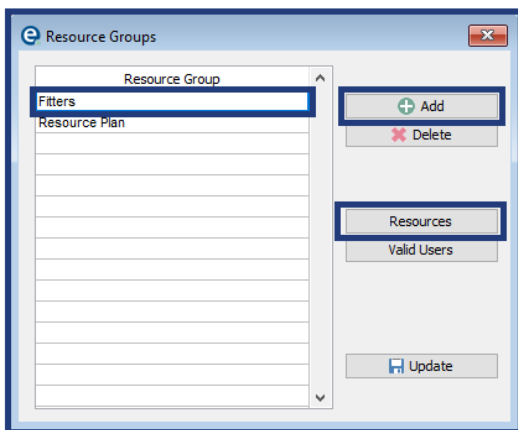 Resource Groups
Resource Group
Fitters
Resource Plan
Add
Delete
Resources
Valid Users
Update